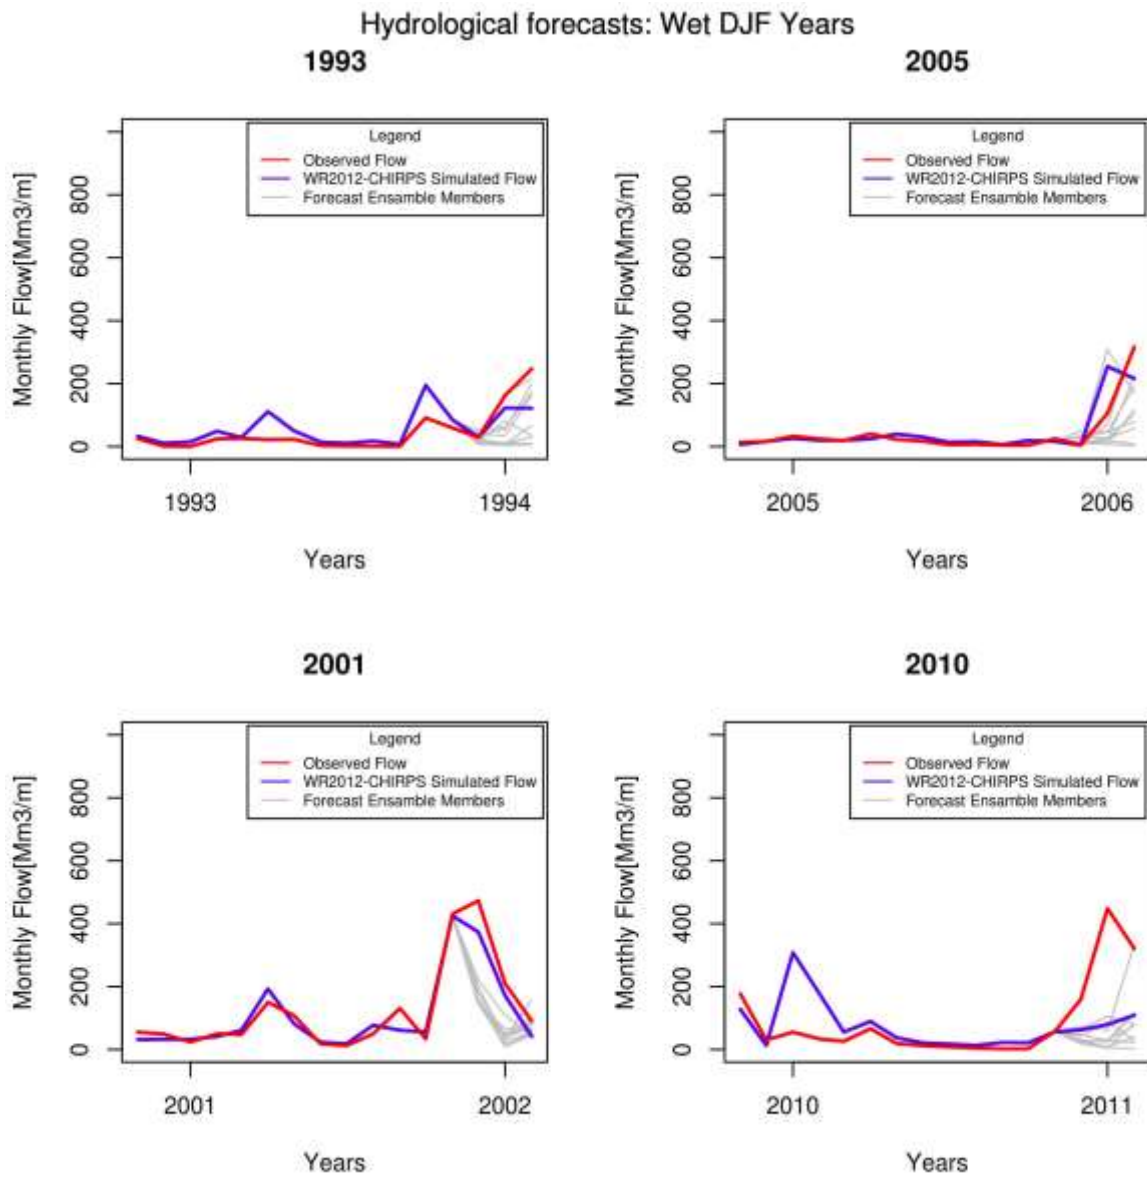 Hydrological forecasts: Wet DJF Years
1993
Legend
Observed Flow
WR2012-CHIRPS Simulated Flow
Forecast Ensamble Members
Monthly Flow[Mm3/m]
800
600
400
200
0
1993
1994
Years
2005
Legend
Observed Flow
WR2012-CHIRPS Simulated Flow
Forecast Ensamble Members
Monthly Flow[Mm3/m]
800
600
400
200
0
2005
2006
Years
2001
Legend
Observed Flow
WR2012-CHIRPS Simulated Flow
Forecast Ensamble Members
Monthly Flow[Mm3/m]
800
600
400
200
0
2001
2002
Years
2010
Legend
Observed Flow
WR2012-CHIRPS Simulated Flow
Forecast Ensamble Members
Monthly Flow[Mm3/m]
800
600
400
200
0
2010
2011
Years